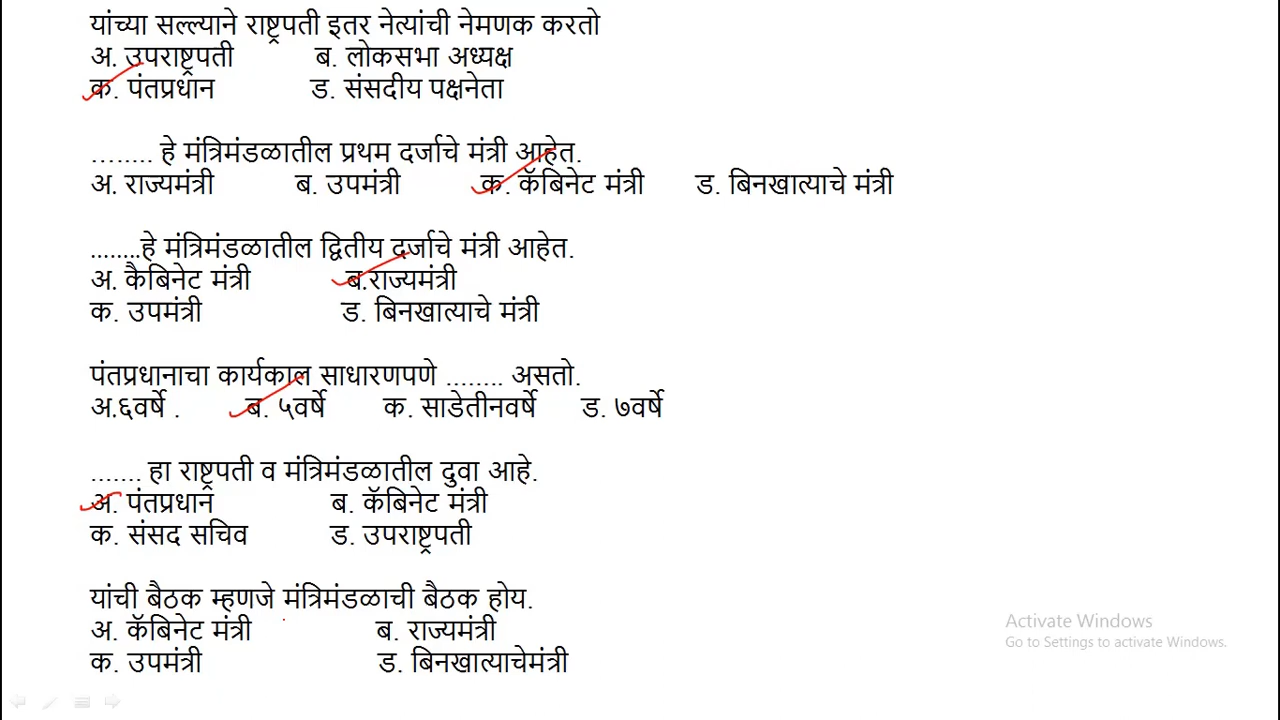 यांच्या सल्ल्याने राष्ट्रपती इतर नेत्यांची नेमणक करतो
अ. उपराष्ट्रपती ब. लोकसभा अध्यक्ष
क. पंतप्रधान ड. संसदीय पक्षनेता
........ हे मंत्रिमंडळातील प्रथम दर्जाचे मंत्री आहेत.
अ. राज्यमंत्री ब. उपमंत्री क. कॅबिनेट मंत्री ड. बिनखात्याचे मंत्री
........हे मंत्रिमंडळातील द्वितीय दर्जाचे मंत्री आहेत.
अ. कैबिनेट मंत्री ब.राज्यमंत्री
क. उपमंत्री ड. बिनखात्याचे मंत्री
पंतप्रधानाचा कार्यकाल साधारणपणे ........ असतो.
अ.६वर्षे . ब. ५वर्षे क. साडेतीनवर्षे ड. ७वर्षे
....... हा राष्ट्रपती व मंत्रिमंडळातील दुवा आहे.
अ. पंतप्रधान ब. कॅबिनेट मंत्री
क. संसद सचिव ड. उपराष्ट्रपती
यांची बैठक म्हणजे मंत्रिमंडळाची बैठक होय.
अ. कॅबिनेट मंत्री ब. राज्यमंत्री
क. उपमंत्री ड. बिनखात्याचेमंत्री
Activate Windows
Go to Settings to activate Windows.